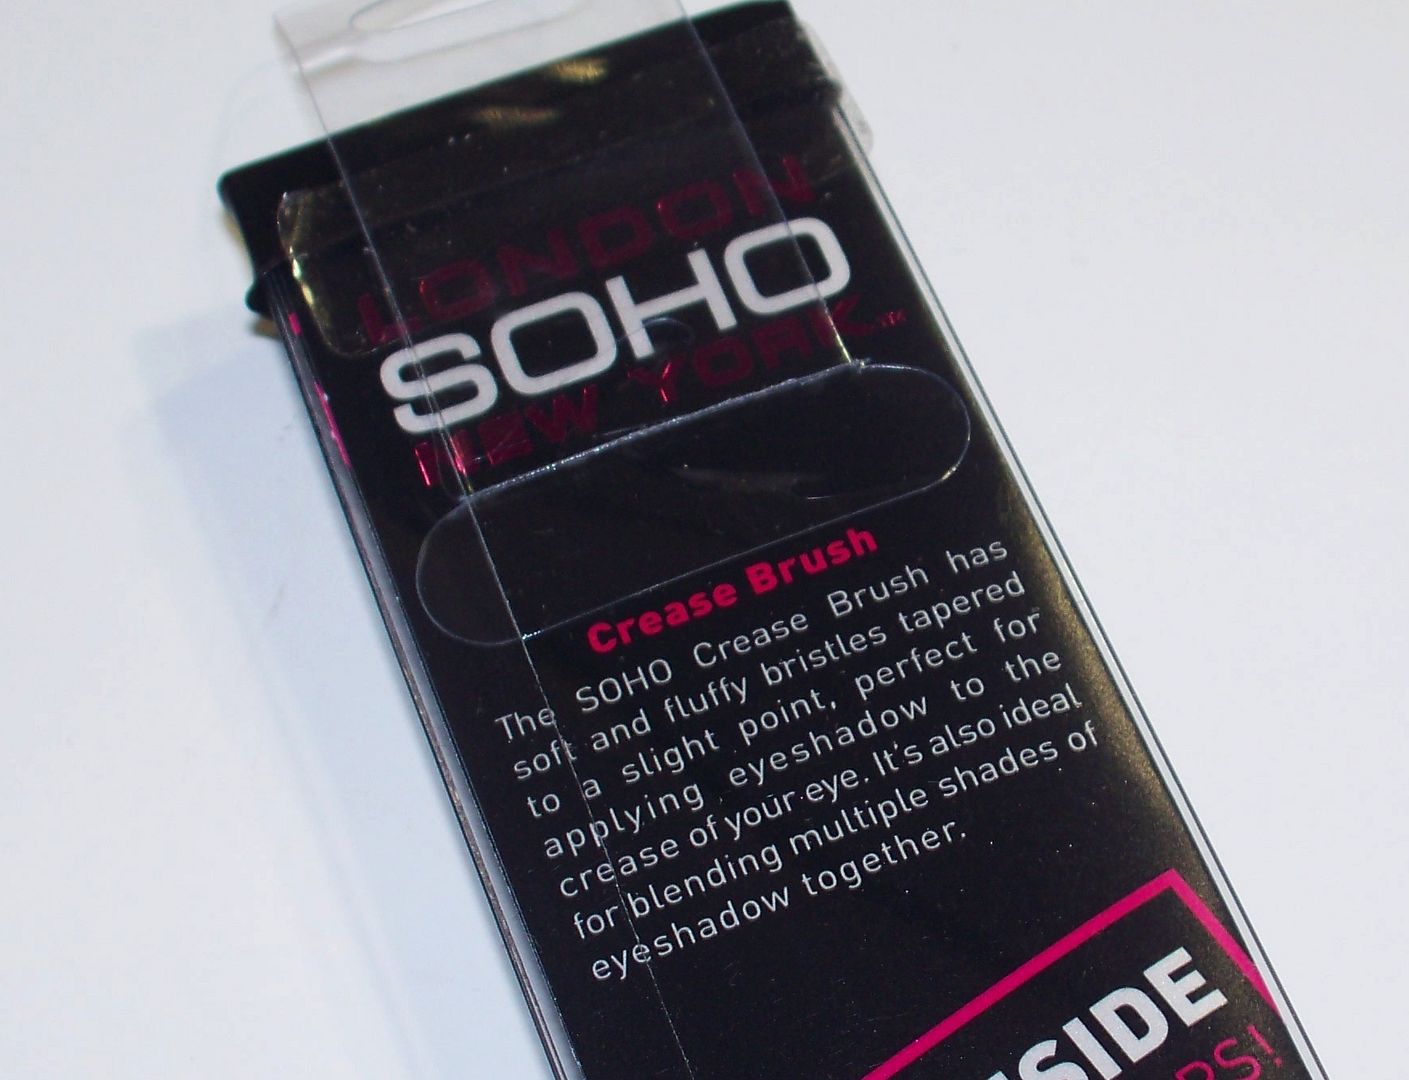 LONDON
SOHO
NEW YORK™
Crease Brush
The SOHO Crease Brush has
soft and fluffy bristles tapered
to a slight point, perfect for
applying eyeshadow to the
crease of your eye. It's also ideal
for blending multiple shades of
eyeshadow together.